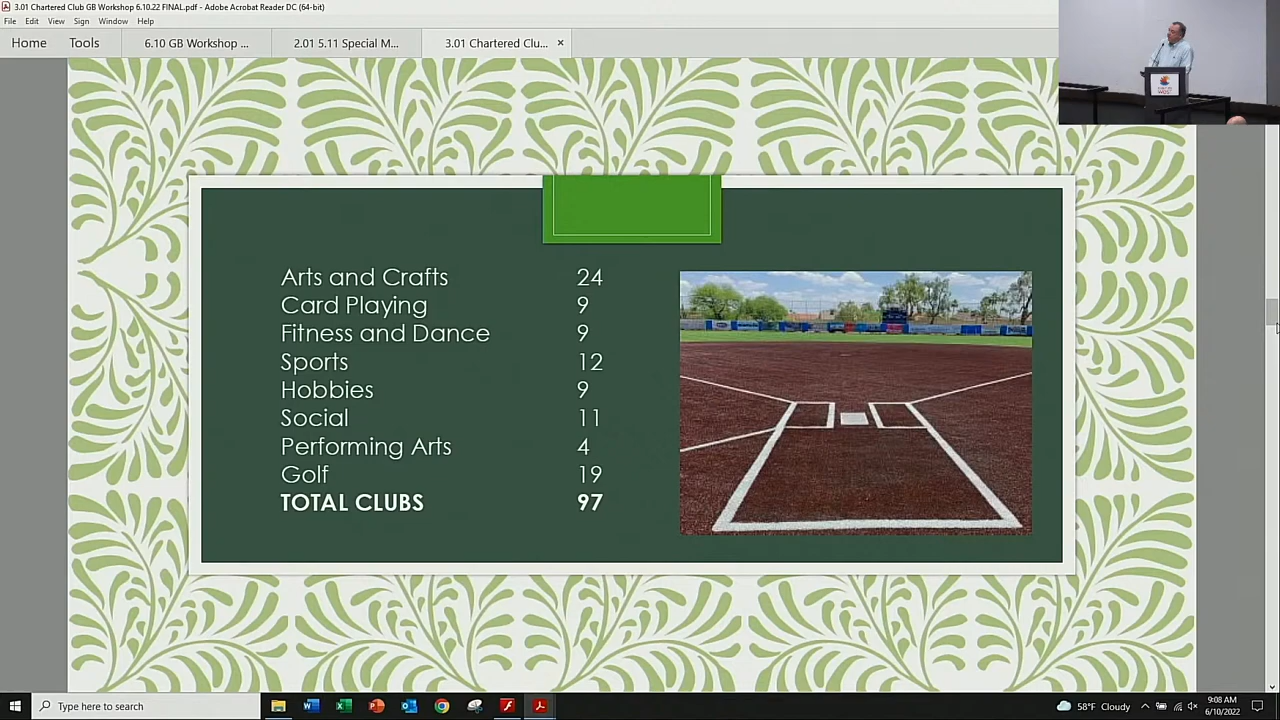 3.01 Chartered Club GB Workshop 6.10.22 FINAL.pdf - Adobe Acrobat Reader DC (64-bit)
File Edit View Sign Window Help
Home Tools 6.10 GB Workshop ... 2.01 5.11 Special M... 3.01 Chartered Clu... ×
Arts and Crafts 24
Card Playing 9
Fitness and Dance 9
Sports 12
Hobbies 9
Social 11
Performing Arts 4
Golf 19
TOTAL CLUBS 97
Type here to search
58°F Cloudy
9:08 AM
6/10/2022